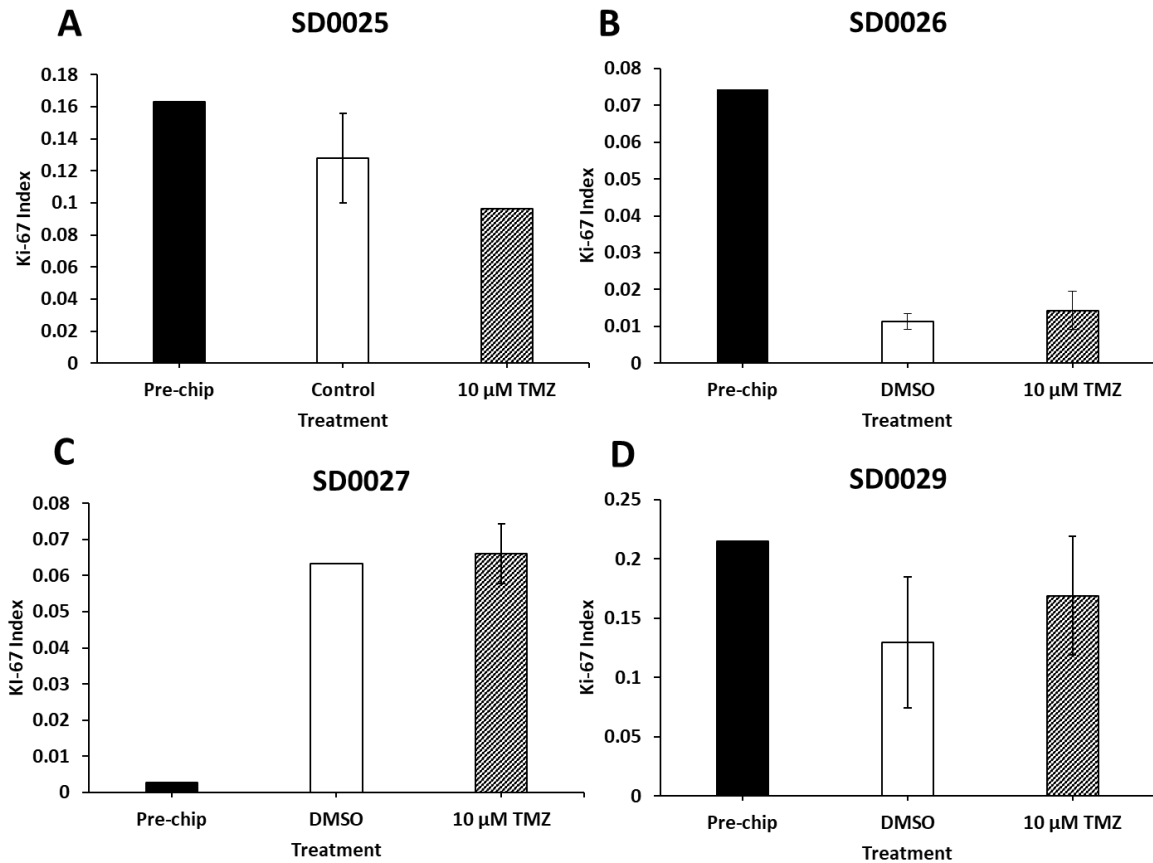 A
SD0025
0.18
0.16
0.14
0.12
0.1
0.08
0.06
0.04
0.02
0
Ki-67 Index
Pre-chip Control 10 µM TMZ
Treatment
B
SD0026
0.08
0.07
0.06
0.05
0.04
0.03
0.02
0.01
0
Ki-67 Index
Pre-chip DMSO 10 µM TMZ
Treatment
C
SD0027
0.08
0.07
0.06
0.05
0.04
0.03
0.02
0.01
0
KI-67 Index
Pre-chip DMSO 10 µM TMZ
Treatment
D
SD0029
0.25
0.2
0.15
0.1
0.05
0
Ki-67 Index
Pre-chip DMSO 10 µM TMZ
Treatment